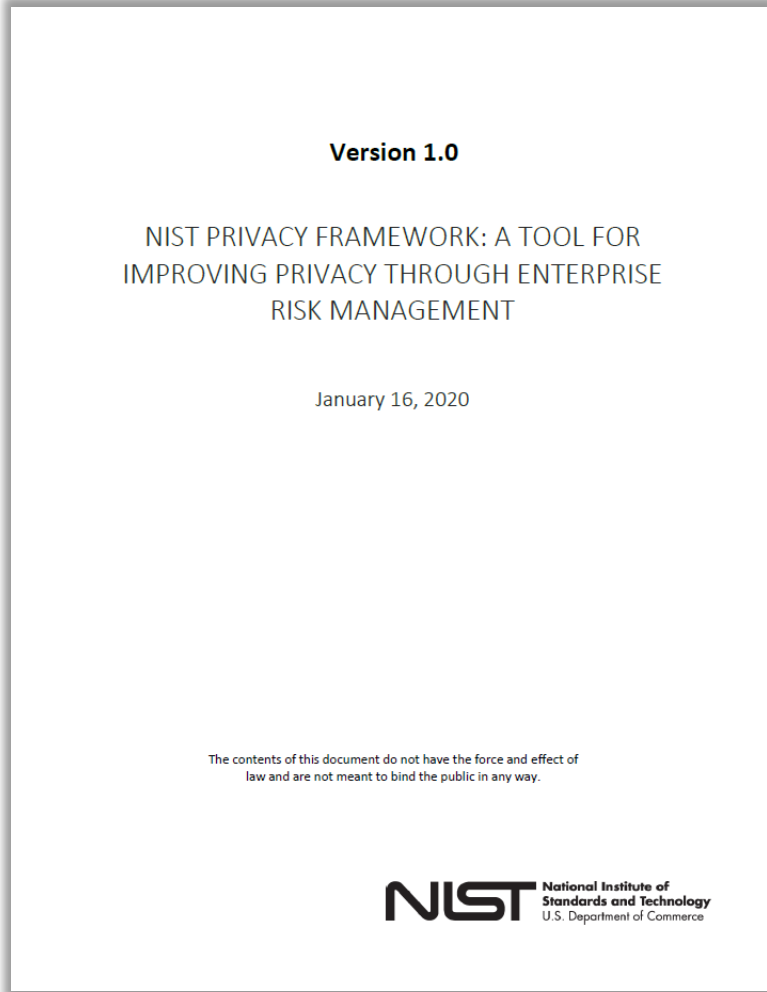 Version 1.0
NIST PRIVACY FRAMEWORK: A TOOL FOR
IMPROVING PRIVACY THROUGH ENTERPRISE
RISK MANAGEMENT
January 16, 2020
The contents of this document do not have the force and effect of
law and are not meant to bind the public in any way.
NIST
National Institute of
Standards and Technology
U.S. Department of Commerce